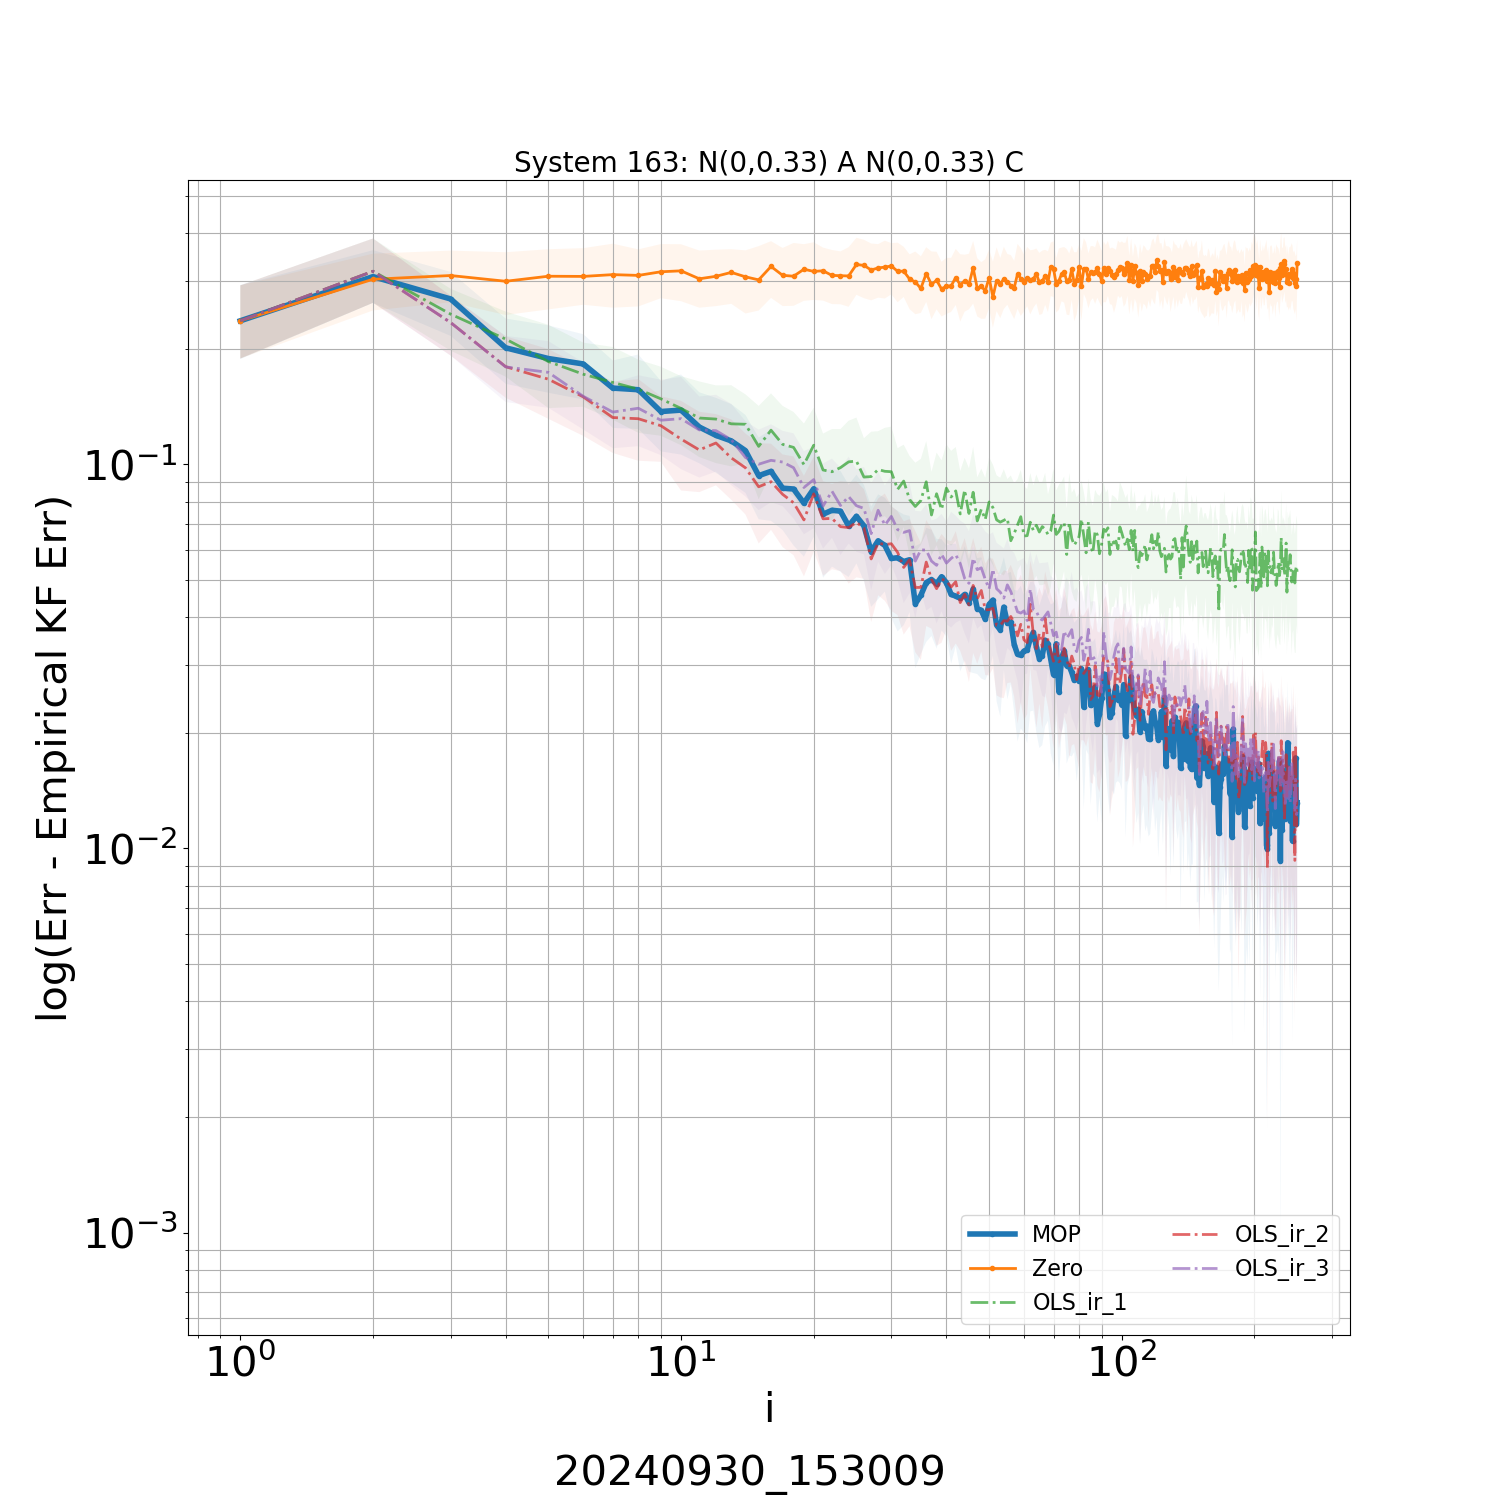 System 163: N(0,0.33) A N(0,0.33) C
log(Err - Empirical KF Err)
10⁻¹
10⁻²
10⁻³
10⁰ 10¹ 10²
MOP
Zero
OLS_ir_1
OLS_ir_2
OLS_ir_3
i
20240930_153009